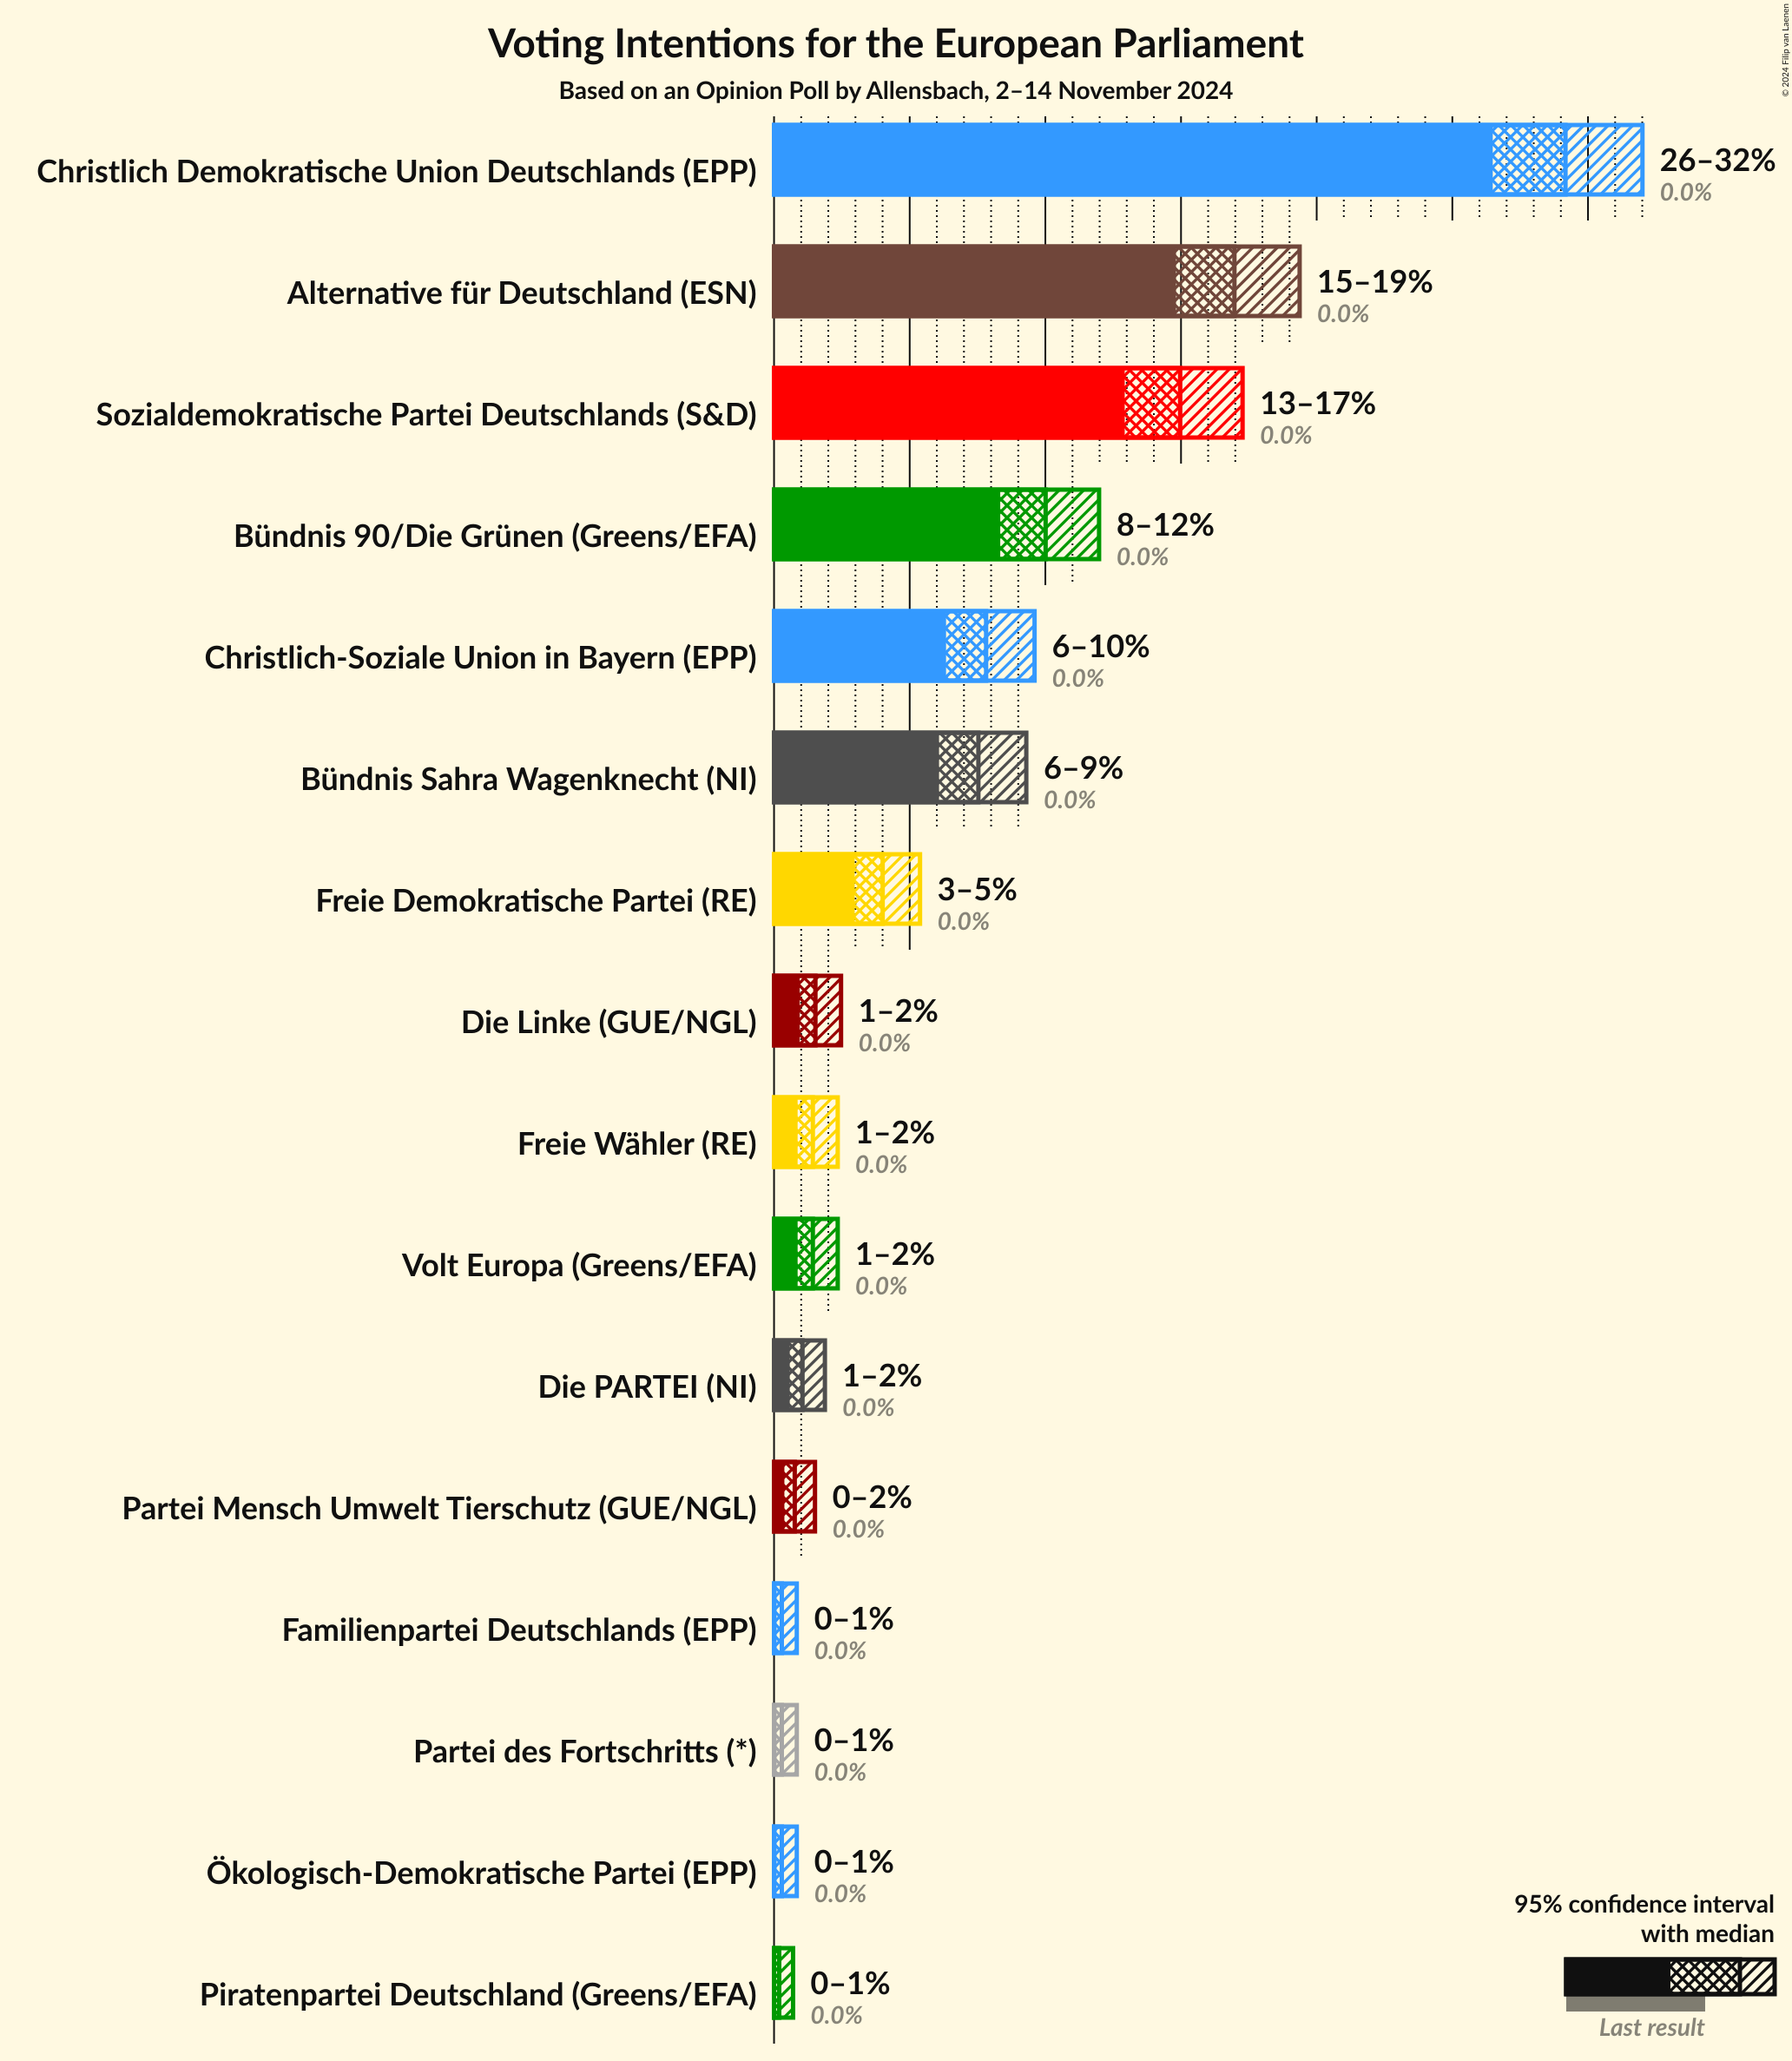 Voting Intentions for the European Parliament
Based on an Opinion Poll by Allensbach, 2–14 November 2024
© 2024 Filip van Laenen
Christlich Demokratische Union Deutschlands (EPP)
26–32%
0.0%
Alternative für Deutschland (ESN)
15–19%
0.0%
Sozialdemokratische Partei Deutschlands (S&D)
13–17%
0.0%
Bündnis 90/Die Grünen (Greens/EFA)
8–12%
0.0%
Christlich-Soziale Union in Bayern (EPP)
6–10%
0.0%
Bündnis Sahra Wagenknecht (NI)
6–9%
0.0%
Freie Demokratische Partei (RE)
3–5%
0.0%
Die Linke (GUE/NGL)
1–2%
0.0%
Freie Wähler (RE)
1–2%
0.0%
Volt Europa (Greens/EFA)
1–2%
0.0%
Die PARTEI (NI)
1–2%
0.0%
Partei Mensch Umwelt Tierschutz (GUE/NGL)
0–2%
0.0%
Familienpartei Deutschlands (EPP)
0–1%
0.0%
Partei des Fortschritts (*)
0–1%
0.0%
Ökologisch-Demokratische Partei (EPP)
0–1%
0.0%
Piratenpartei Deutschland (Greens/EFA)
0–1%
0.0%
95% confidence interval
with median
Last result